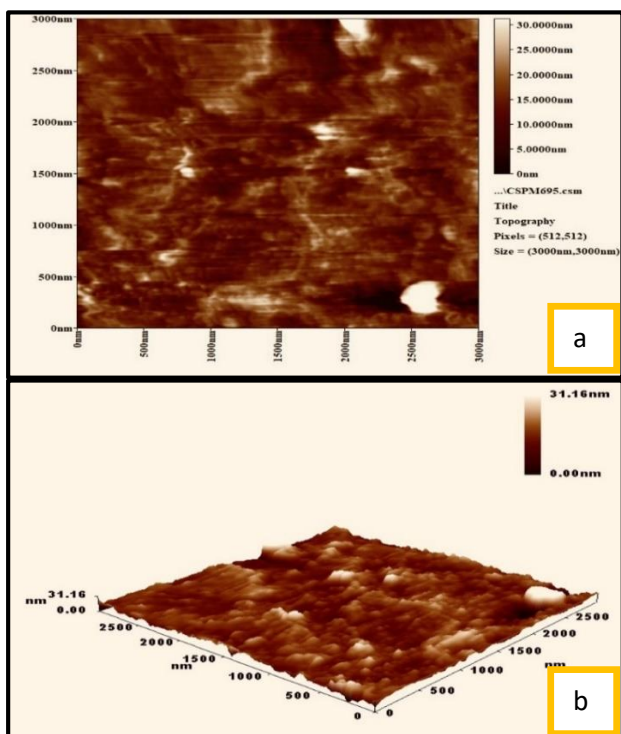 3000nm
2500nm
2000nm
1500nm
1000nm
500nm
0nm
0nm
500nm
1000nm
1500nm
2000nm
2500nm
3000nm
30.0000nm
25.0000nm
20.0000nm
15.0000nm
10.0000nm
5.0000nm
0nm
...\CSPM695.csm
Title
Topography
Pixels = (512,512)
Size = (3000nm,3000nm)
a
31.16nm
0.00nm
nm 31.16
0.00
2500
2000
nm 1500
1000
500
0
0
500
1000
1500
nm
2000
2500
b